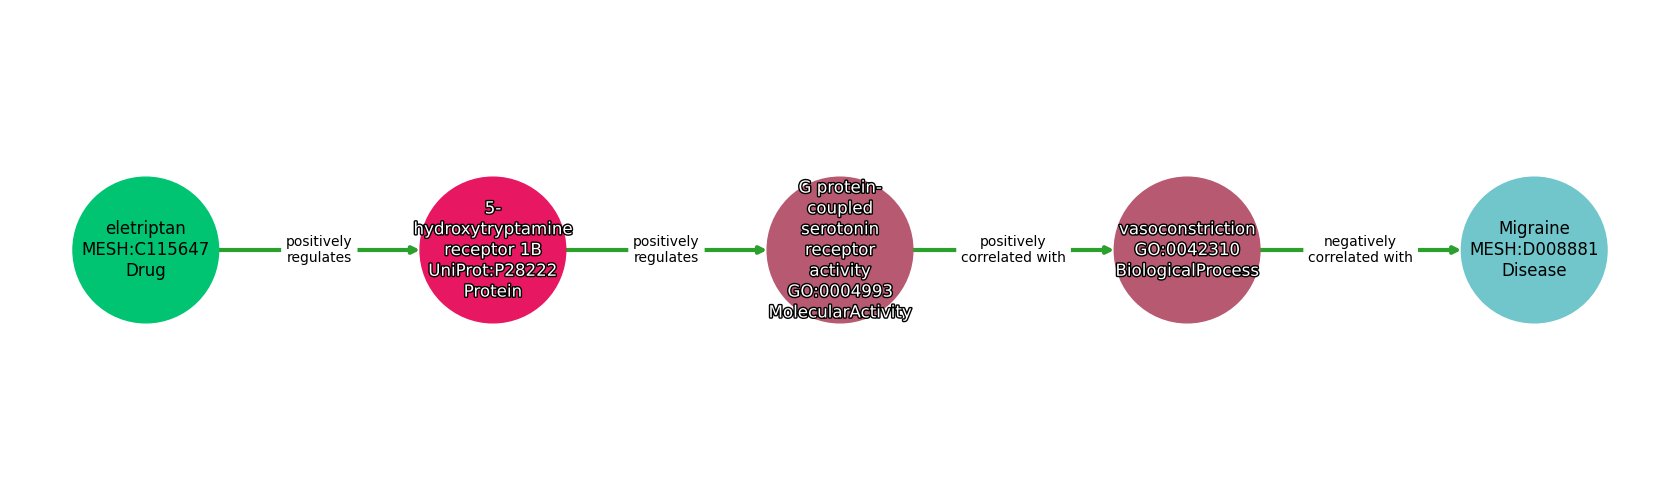 eletriptan
MESH:C115647
Drug
positively
regulates
5-
hydroxytryptamine
receptor 1B
UniProt:P28222
Protein
positively
regulates
G protein-
coupled
serotonin
receptor
activity
GO:0004993
MolecularActivity
positively
correlated with
vasoconstriction
GO:0042310
BiologicalProcess
negatively
correlated with
Migraine
MESH:D008881
Disease